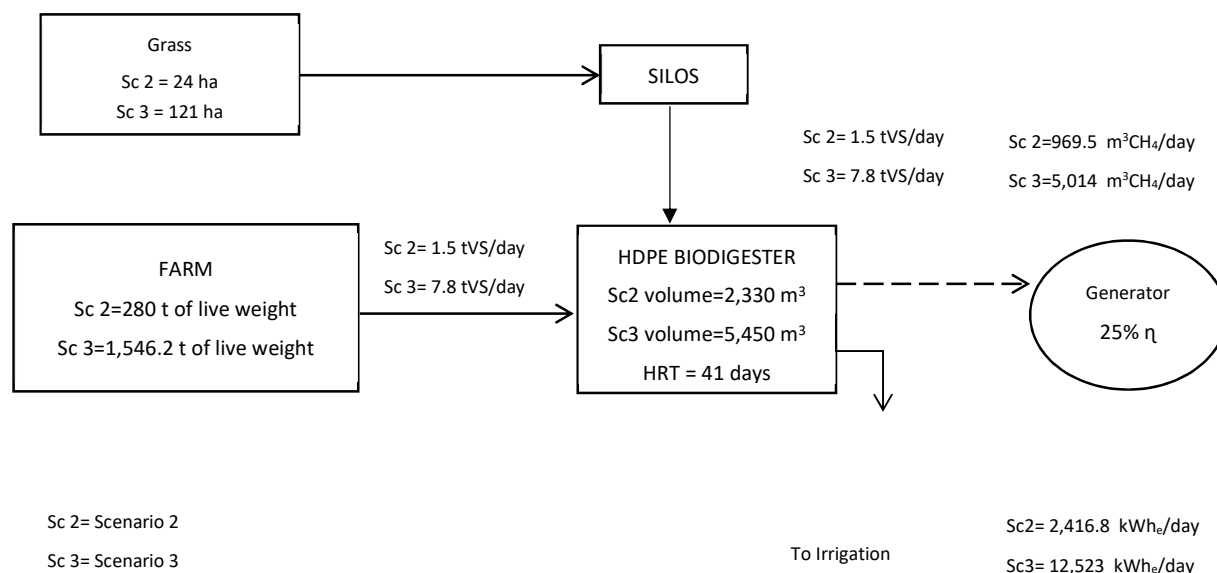 Grass
Sc 2 = 24 ha
Sc 3 = 121 ha
SILOS
Sc 2= 1.5 tVS/day
Sc 3= 7.8 tVS/day
Sc 2=969.5 m³CH₄/day
Sc 3=5,014 m³CH₄/day
FARM
Sc 2=280 t of live weight
Sc 3=1,546.2 t of live weight
Sc 2= 1.5 tVS/day
Sc 3= 7.8 tVS/day
HDPE BIODIGESTER
Sc2 volume=2,330 m³
Sc3 volume=5,450 m³
HRT = 41 days
Generator
25% η
Sc 2= Scenario 2
Sc 3= Scenario 3
To Irrigation
Sc2= 2,416.8 kWhₑ/day
Sc3= 12,523 kWhₑ/day